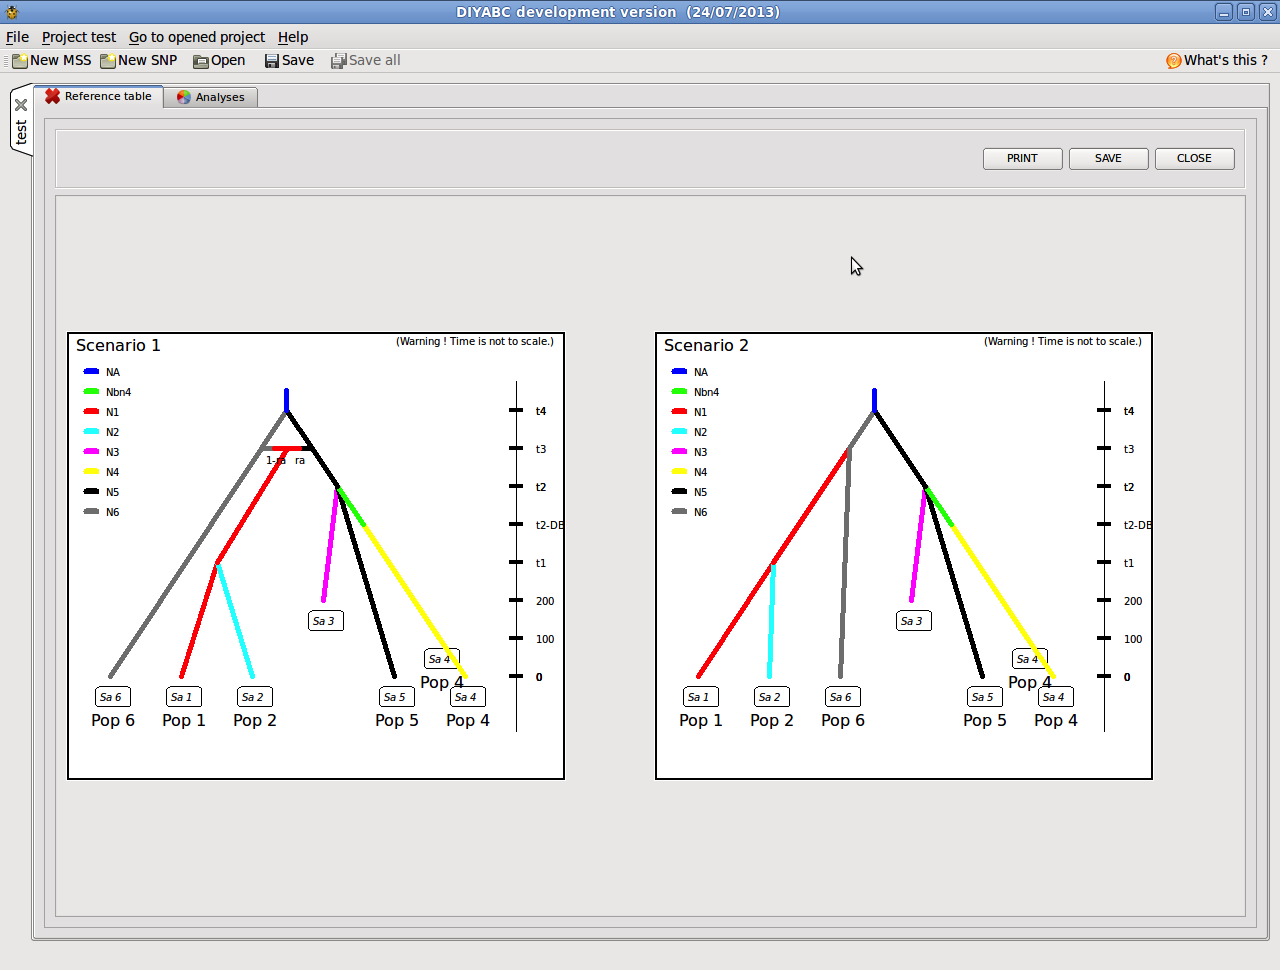 DIYABC development version (24/07/2013)
File Project test Go to opened project Help
New MSS New SNP Open Save Save all What's this ?
test
Reference table Analyses
PRINT SAVE CLOSE
Scenario 1
(Warning ! Time is not to scale.)
NA
Nbn4
N1
N2
N3
N4
N5
N6
1-ra ra
t4
t3
t2
t2-DB
t1
200
100
0
Sa 3
Sa 4
Pop 4
Sa 6 Sa 1 Sa 2 Sa 5 Sa 4
Pop 6 Pop 1 Pop 2 Pop 5 Pop 4
Scenario 2
(Warning ! Time is not to scale.)
NA
Nbn4
N1
N2
N3
N4
N5
N6
t4
t3
t2
t2-DB
t1
200
100
0
Sa 3
Sa 4
Pop 4
Sa 1 Sa 2 Sa 6 Sa 5 Sa 4
Pop 1 Pop 2 Pop 6 Pop 5 Pop 4